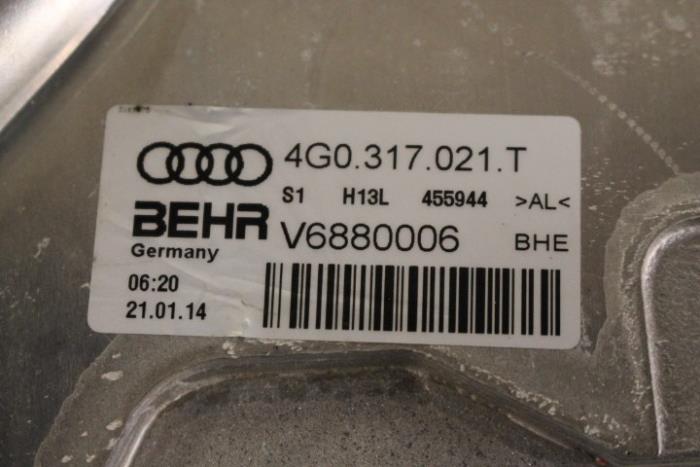 4G0.317.021.T
S1 H13L 455944 >AL<
BEHR V6880006 BHE
Germany
06:20
21.01.14